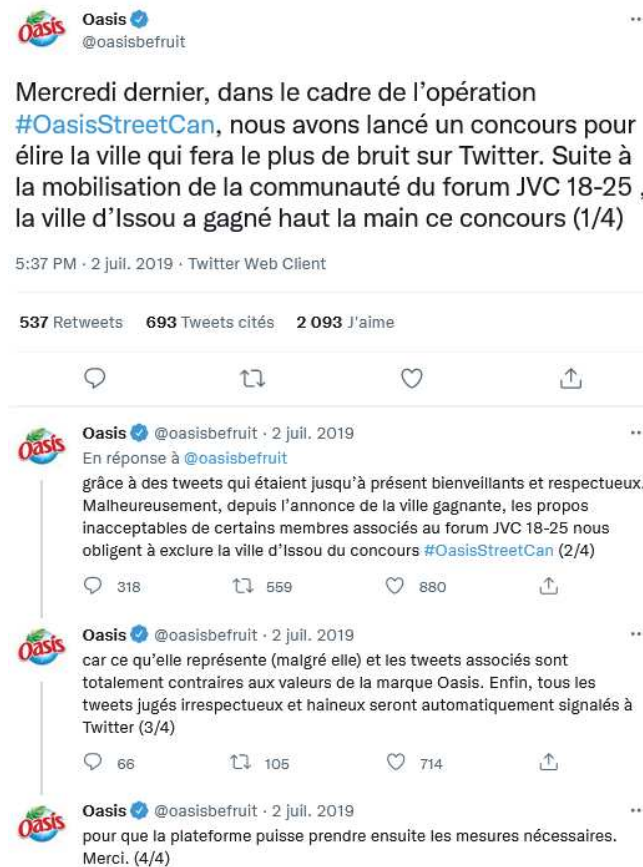 Oasis
@oasisbefruit
Mercredi dernier, dans le cadre de l'opération
#OasisStreetCan, nous avons lancé un concours pour
élire la ville qui fera le plus de bruit sur Twitter. Suite à
la mobilisation de la communauté du forum JVC 18-25 ,
la ville d'Issou a gagné haut la main ce concours (1/4)
5:37 PM · 2 juil. 2019 · Twitter Web Client
537 Retweets 693 Tweets cités 2 093 J'aime
Oasis @oasisbefruit · 2 juil. 2019
En réponse à @oasisbefruit
grâce à des tweets qui étaient jusqu'à présent bienveillants et respectueux.
Malheureusement, depuis l'annonce de la ville gagnante, les propos
inacceptables de certains membres associés au forum JVC 18-25 nous
obligent à exclure la ville d'Issou du concours #OasisStreetCan (2/4)
318 559 880
Oasis @oasisbefruit · 2 juil. 2019
car ce qu'elle représente (malgré elle) et les tweets associés sont
totalement contraires aux valeurs de la marque Oasis. Enfin, tous les
tweets jugés irrespectueux et haineux seront automatiquement signalés à
Twitter (3/4)
66 105 714
Oasis @oasisbefruit · 2 juil. 2019
pour que la plateforme puisse prendre ensuite les mesures nécessaires.
Merci. (4/4)